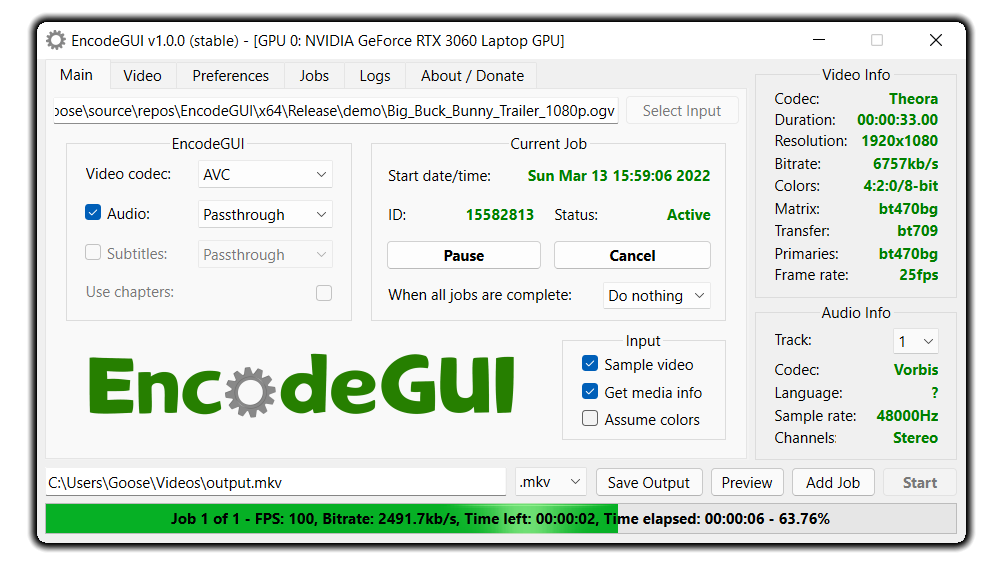 EncodeGUI v1.0.0 (stable) - [GPU 0: NVIDIA GeForce RTX 3060 Laptop GPU]
Main Video Preferences Jobs Logs About / Donate
oose\source\repos\EncodeGUI\x64\Release\demo\Big_Buck_Bunny_Trailer_1080p.ogv Select Input
EncodeGUI
Video codec: AVC
Audio: Passthrough
Subtitles: Passthrough
Use chapters:
Current Job
Start date/time: Sun Mar 13 15:59:06 2022
ID: 15582813 Status: Active
Pause Cancel
When all jobs are complete: Do nothing
EncodeGUI
Input
Sample video
Get media info
Assume colors
Video Info
Codec: Theora
Duration: 00:00:33.00
Resolution: 1920x1080
Bitrate: 6757kb/s
Colors: 4:2:0/8-bit
Matrix: bt470bg
Transfer: bt709
Primaries: bt470bg
Frame rate: 25fps
Audio Info
Track: 1
Codec: Vorbis
Language: ?
Sample rate: 48000Hz
Channels: Stereo
C:\Users\Goose\Videos\output.mkv .mkv Save Output Preview Add Job Start
Job 1 of 1 - FPS: 100, Bitrate: 2491.7kb/s, Time left: 00:00:02, Time elapsed: 00:00:06 - 63.76%